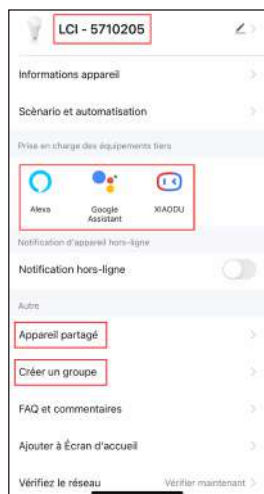 LCI - 5710205
Informations appareil
Scènario et automatisation
Prise en charge des équipements tiers
Alexa
Google
Assistant
XIAODU
Notification d'appareil hors-ligne
Notification hors-ligne
Autre
Appareil partagé
Créer un groupe
FAQ et commentaires
Ajouter à Écran d'accueil
Vérifiez le réseau
Vérifier maintenant